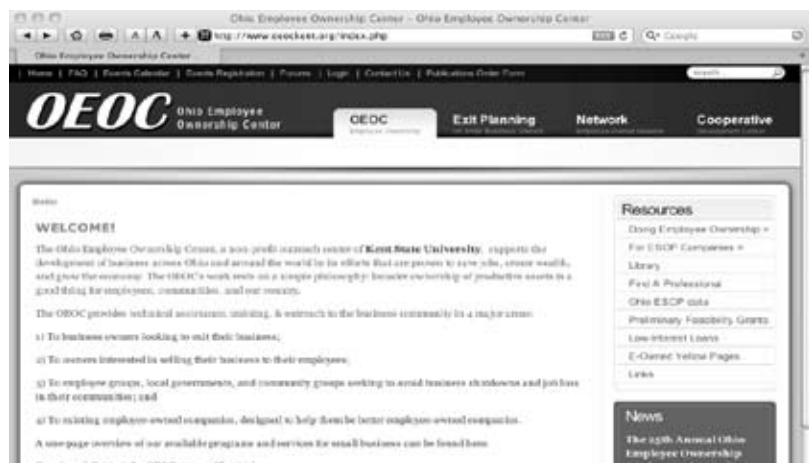 Ohio Employee Ownership Center - Ohio Employee Ownership Center
A A + http://www.oeockent.org/index.php C Q Google
Ohio Employee Ownership Center
| Home | FAQ | Events Calendar | Events Registration | Forums | Login | Contact Us | Publications Order Form search...
OEOC Ohio Employee
Ownership Center
OEOC Exit Planning Network Cooperative
Employee Ownership Development Center
Home
WELCOME!
The Ohio Employee Ownership Center, a non-profit outreach center of Kent State University, supports the
development of business across Ohio and around the world in its efforts that are proven to save jobs, create wealth,
and grow the economy. The OEOC's work rests on a simple philosophy: broader ownership of productive assets is a
good thing for employees, communities, and our country.
The OEOC provides technical assistance, training, & outreach to the business community in 4 major areas:
1) To business owners looking to exit their business;
2) To owners interested in selling their business to their employees;
3) To employee groups, local governments, and community groups seeking to avoid business shutdowns and job loss
in their communities; and
4) To existing employee-owned companies, designed to help them be better employee-owned companies.
A one-page overview of our available programs and services for small business can be found here
Resources
Doing Employee Ownership »
For ESOP Companies »
Library
Find A Professional
Ohio ESOP data
Preliminary Feasibility Grants
Low-Interest Loans
E-Owned Yellow Pages
Links
News
The 25th Annual Ohio
Employee Ownership